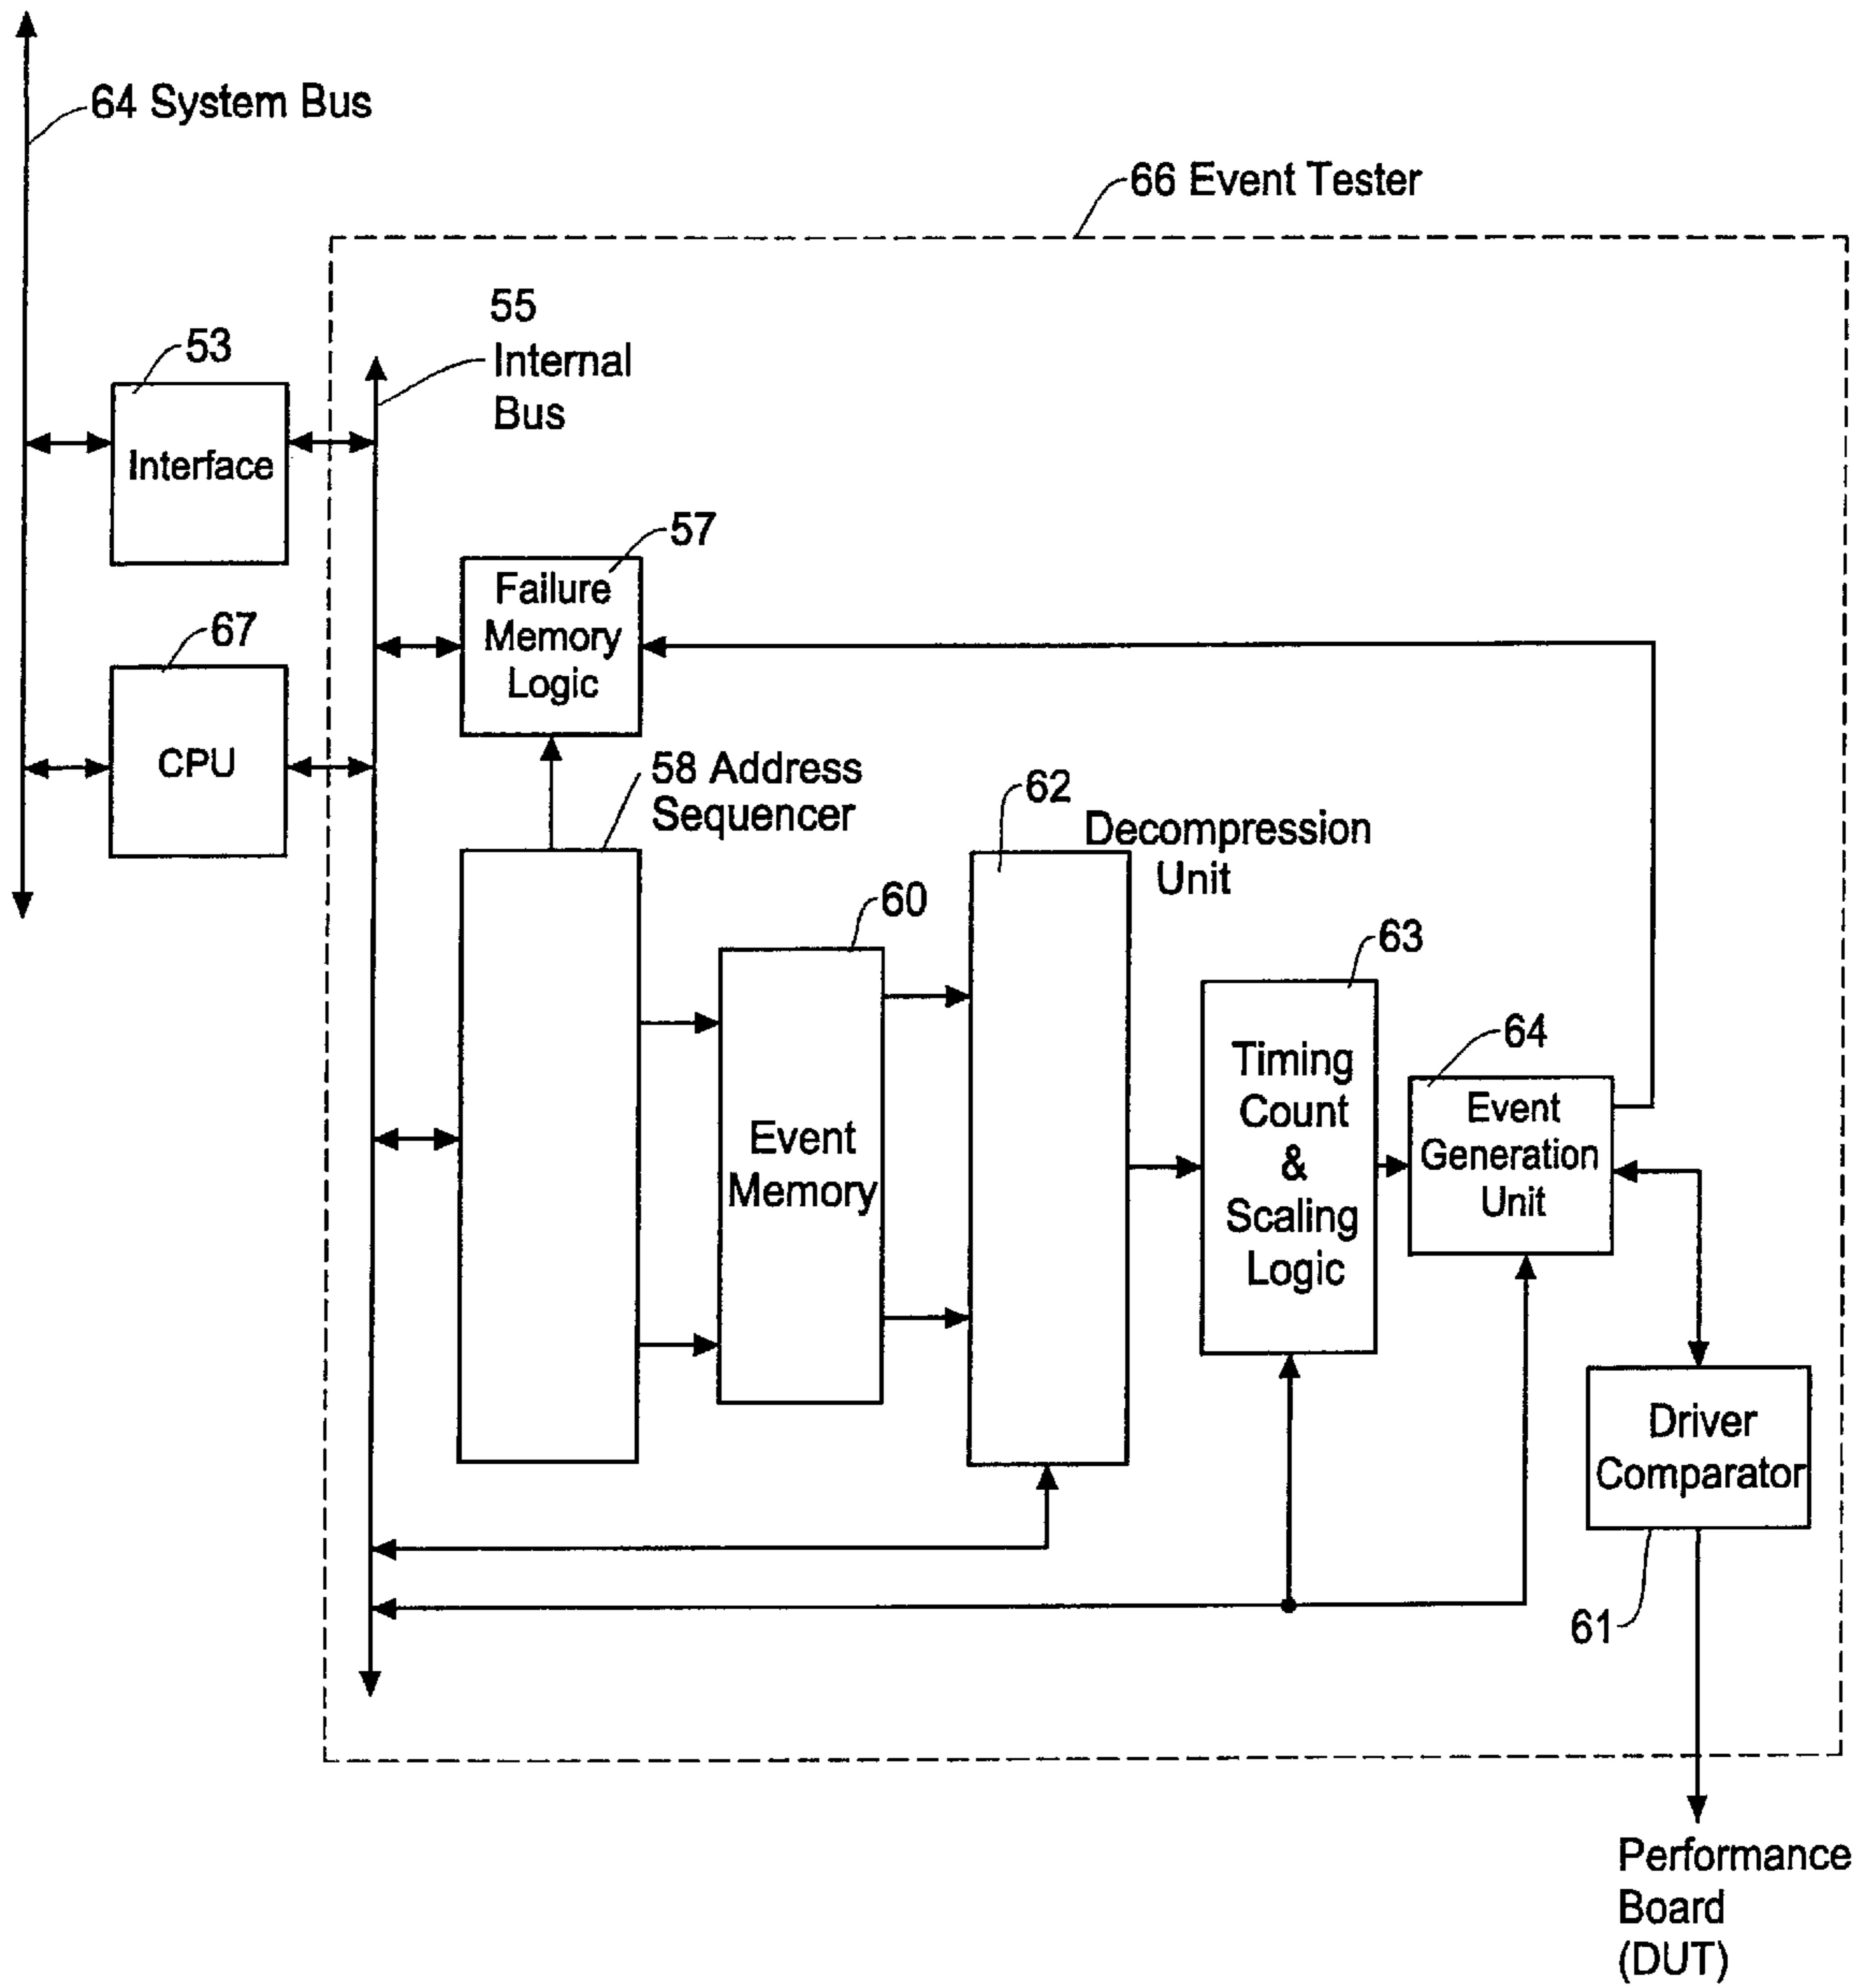 64 System Bus
66 Event Tester
55
Internal
Bus
53
Interface
57
Failure
Memory
Logic
67
CPU
58 Address
Sequencer
62
Decompression
Unit
60
Event
Memory
63
Timing
Count
&
Scaling
Logic
64
Event
Generation
Unit
Driver
Comparator
61
Performance
Board
(DUT)